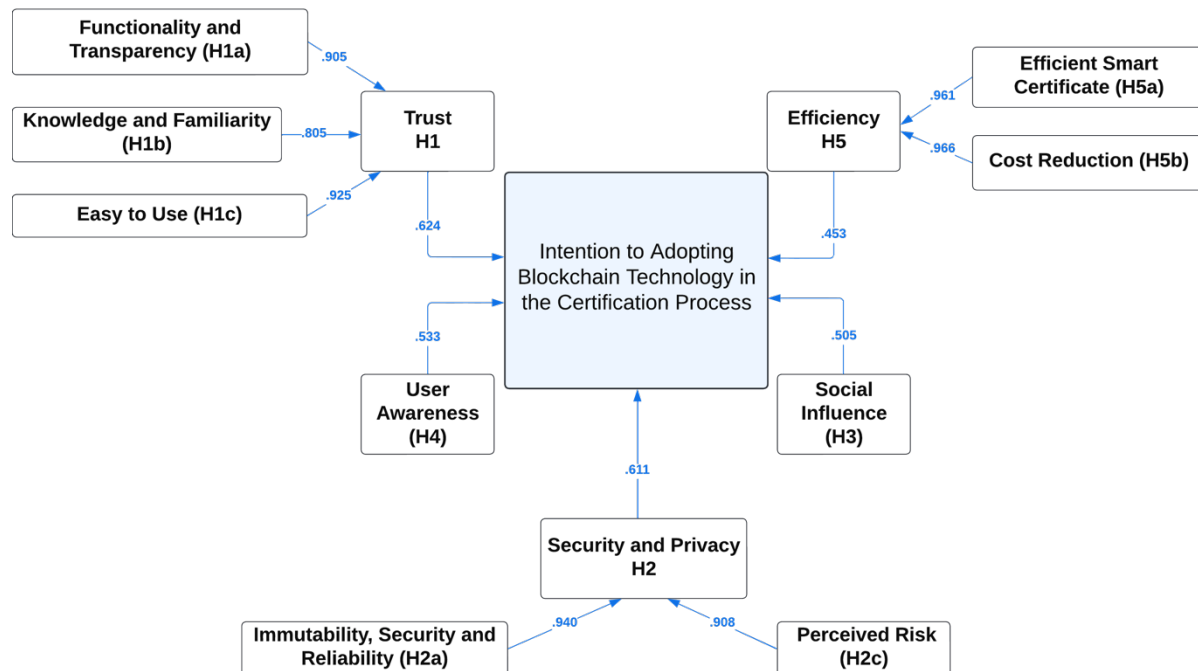 Functionality and
Transparency (H1a)
.905
Knowledge and Familiarity
(H1b)
.805
Easy to Use (H1c)
.925
Trust
H1
.624
Efficiency
H5
.453
Efficient Smart
Certificate (H5a)
.961
Cost Reduction (H5b)
.966
Intention to Adopting
Blockchain Technology in
the Certification Process
.533
User
Awareness
(H4)
.505
Social
Influence
(H3)
.611
Security and Privacy
H2
.940
.908
Immutability, Security and
Reliability (H2a)
Perceived Risk
(H2c)